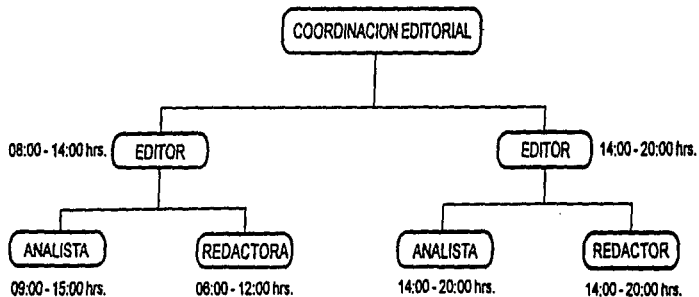 COORDINACION EDITORIAL
08:00 - 14:00 hrs.
EDITOR
EDITOR
14:00 - 20:00 hrs.
ANALISTA
REDACTORA
ANALISTA
REDACTOR
09:00 - 15:00 hrs.
06:00 - 12:00 hrs.
14:00 - 20:00 hrs.
14:00 - 20:00 hrs.